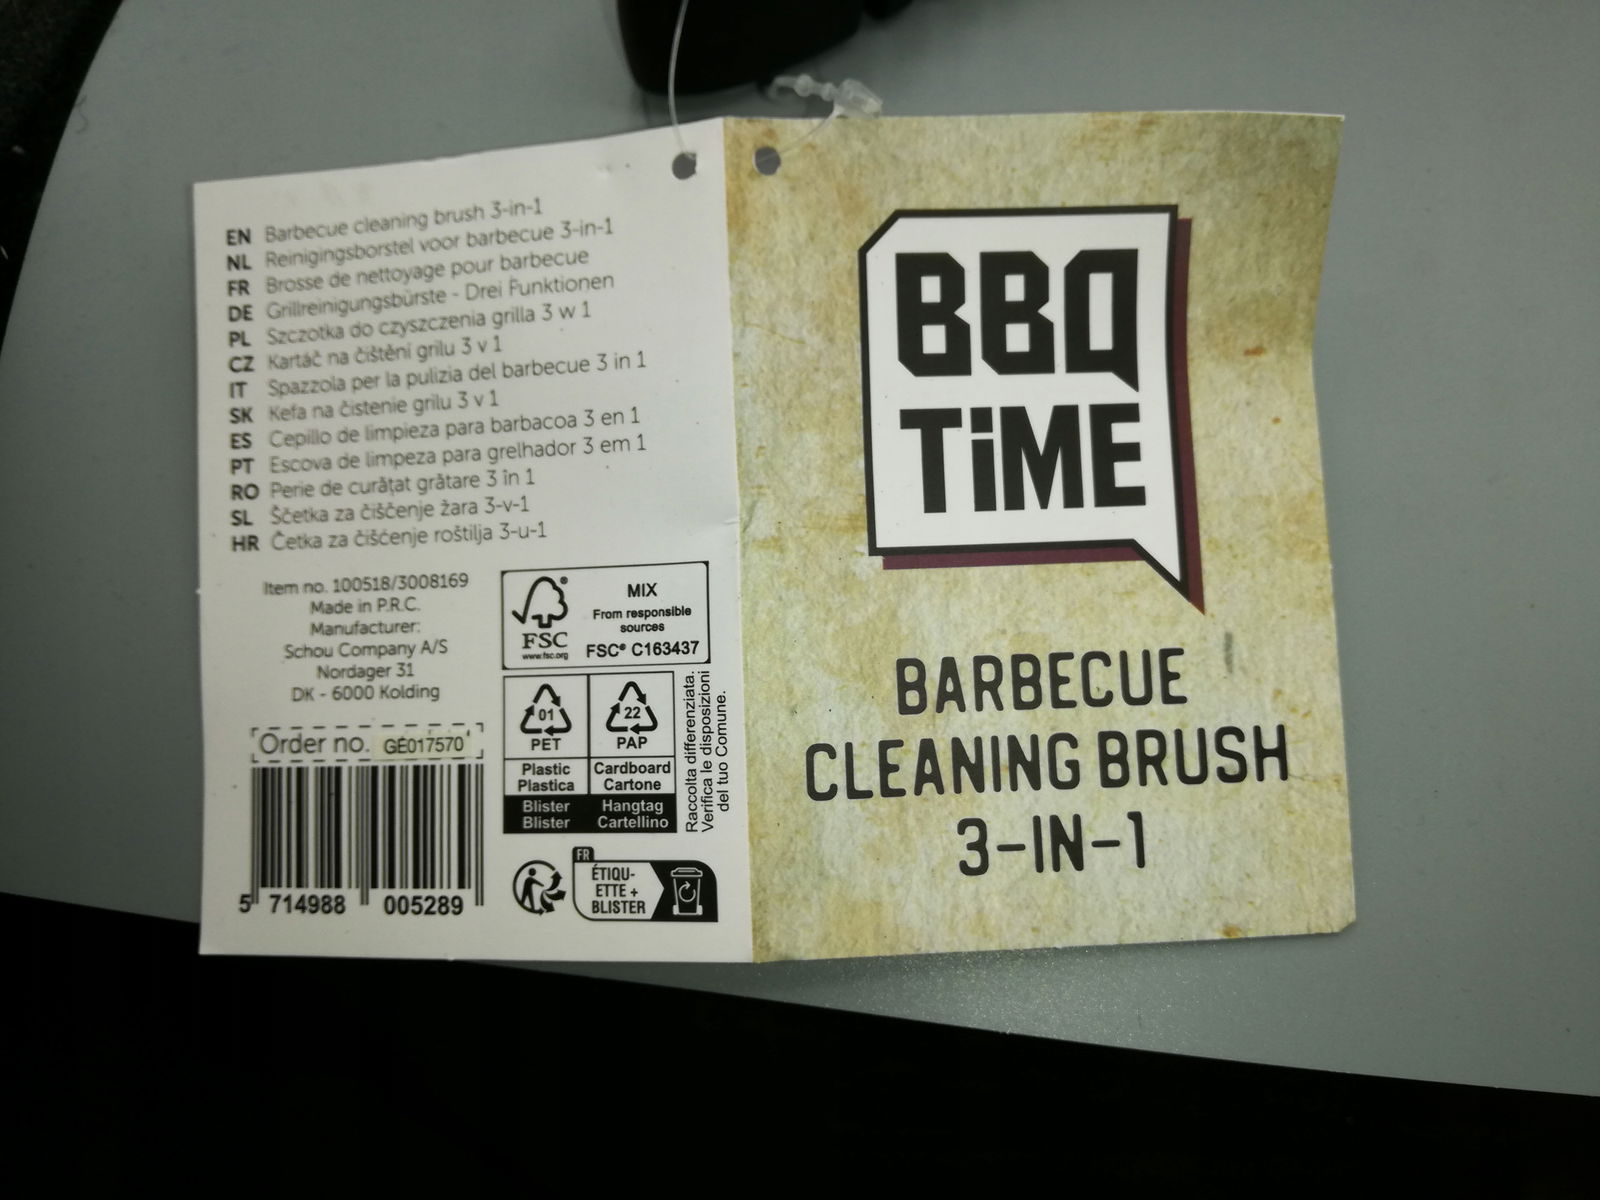 EN Barbecue cleaning brush 3-in-1
NL Reinigingsborstel voor barbecue 3-in-1
FR Brosse de nettoyage pour barbecue
DE Grillreinigungsbürste - Drei Funktionen
PL Szczotka do czyszczenia grilla 3 w 1
CZ Kartáč na čištění grilu 3 v 1
IT Spazzola per la pulizia del barbecue 3 in 1
SK Kefa na čistenie grilu 3 v 1
ES Cepillo de limpieza para barbacoa 3 en 1
PT Escova de limpeza para grelhador 3 em 1
RO Perie de curățat grătare 3 în 1
SL Ščetka za čiščenje žara 3-v-1
HR Četka za čišćenje roštilja 3-u-1
Item no. 100518/3008169
Made in P.R.C.
Manufacturer:
Schou Company A/S
Nordager 31
DK - 6000 Kolding
Order no. GE017570
5 714988 005289
FSC
www.fsc.org
MIX
From responsible
sources
FSC® C163437
01
PET
Plastic
Plastica
Blister
Blister
22
PAP
Cardboard
Cartone
Hangtag
Cartellino
Raccolta differenziata.
Verifica le disposizioni
del tuo Comune.
FR
ÉTIQU-
ETTE +
BLISTER
BBQ
TiME
BARBECUE
CLEANING BRUSH
3-IN-1